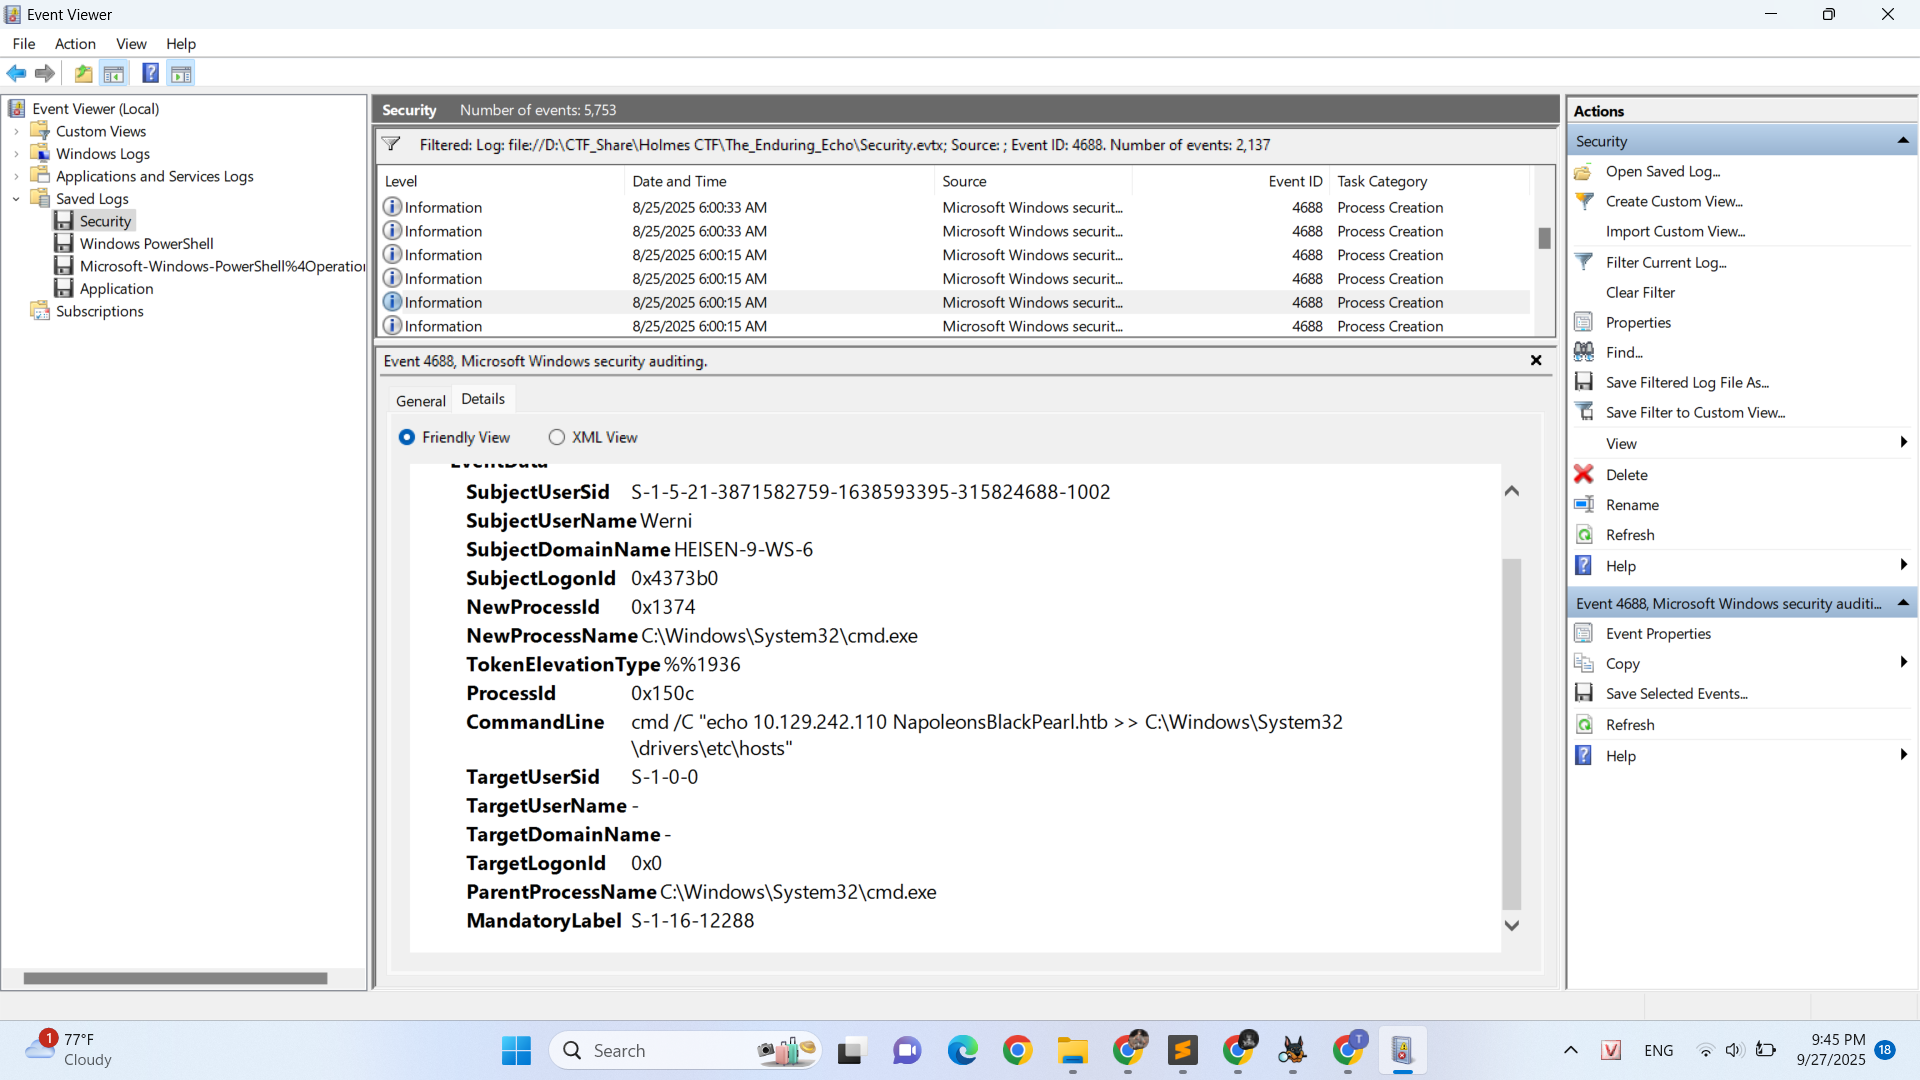 Event Viewer
File Action View Help
Event Viewer (Local)
Custom Views
Windows Logs
Applications and Services Logs
Saved Logs
Security
Windows PowerShell
Microsoft-Windows-PowerShell%4Operatio
Application
Subscriptions
Security Number of events: 5,753
Filtered: Log: file://D:\CTF_Share\Holmes CTF\The_Enduring_Echo\Security.evtx; Source: ; Event ID: 4688. Number of events: 2,137
Level Date and Time Source Event ID Task Category
Information 8/25/2025 6:00:33 AM Microsoft Windows securit... 4688 Process Creation
Information 8/25/2025 6:00:33 AM Microsoft Windows securit... 4688 Process Creation
Information 8/25/2025 6:00:15 AM Microsoft Windows securit... 4688 Process Creation
Information 8/25/2025 6:00:15 AM Microsoft Windows securit... 4688 Process Creation
Information 8/25/2025 6:00:15 AM Microsoft Windows securit... 4688 Process Creation
Information 8/25/2025 6:00:15 AM Microsoft Windows securit... 4688 Process Creation
Event 4688, Microsoft Windows security auditing.
General Details
Friendly View XML View
EventData
SubjectUserSid S-1-5-21-3871582759-1638593395-315824688-1002
SubjectUserName Werni
SubjectDomainName HEISEN-9-WS-6
SubjectLogonId 0x4373b0
NewProcessId 0x1374
NewProcessName C:\Windows\System32\cmd.exe
TokenElevationType %%1936
ProcessId 0x150c
CommandLine cmd /C "echo 10.129.242.110 NapoleonsBlackPearl.htb >> C:\Windows\System32
\drivers\etc\hosts"
TargetUserSid S-1-0-0
TargetUserName -
TargetDomainName -
TargetLogonId 0x0
ParentProcessName C:\Windows\System32\cmd.exe
MandatoryLabel S-1-16-12288
Actions
Security
Open Saved Log...
Create Custom View...
Import Custom View...
Filter Current Log...
Clear Filter
Properties
Find...
Save Filtered Log File As...
Save Filter to Custom View...
View
Delete
Rename
Refresh
Help
Event 4688, Microsoft Windows security auditi...
Event Properties
Copy
Save Selected Events...
Refresh
Help
1
77°F
Cloudy
Search
T
V
ENG
9:45 PM
9/27/2025
18